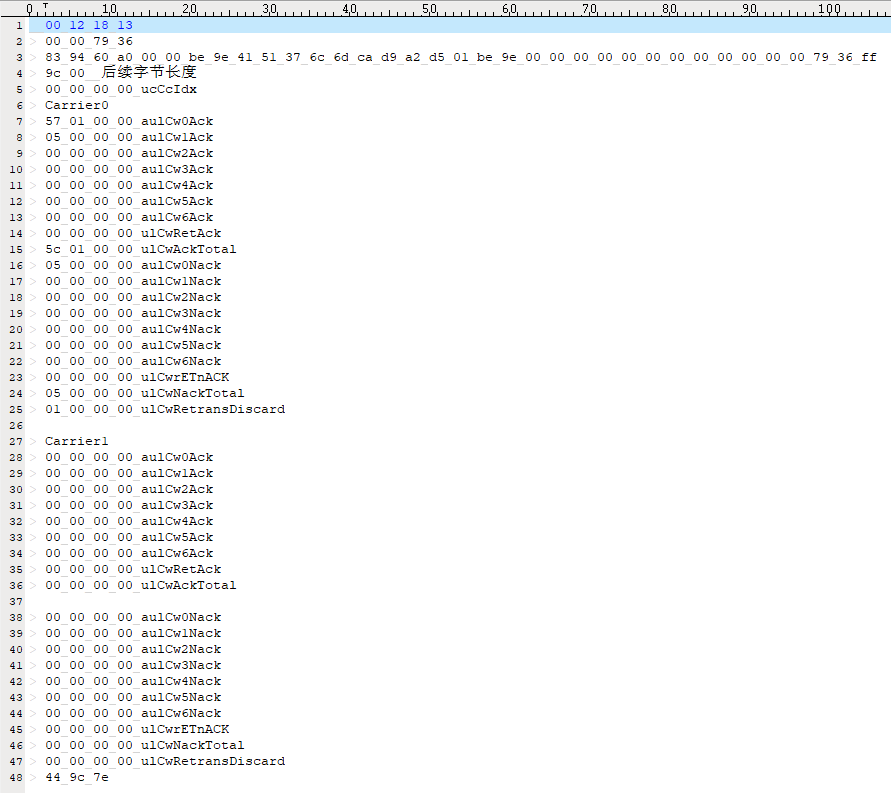 0 10 20 30 40 50 60 70 80 90 100
1 00 12 18 13
2 00 00 79 36
3 83 94 60 a0 00 00 be 9e 41 51 37 6c 6d ca d9 a2 d5 01 be 9e 00 00 00 00 00 00 00 00 00 00 00 00 79 36 ff
4 9c 00  后续字节长度
5 00 00 00 00 ucCcIdx
6 Carrier0
7 57 01 00 00 aulCw0Ack
8 05 00 00 00 aulCw1Ack
9 00 00 00 00 aulCw2Ack
10 00 00 00 00 aulCw3Ack
11 00 00 00 00 aulCw4Ack
12 00 00 00 00 aulCw5Ack
13 00 00 00 00 aulCw6Ack
14 00 00 00 00 ulCwRetAck
15 5c 01 00 00 ulCwAckTotal
16 05 00 00 00 aulCw0Nack
17 00 00 00 00 aulCw1Nack
18 00 00 00 00 aulCw2Nack
19 00 00 00 00 aulCw3Nack
20 00 00 00 00 aulCw4Nack
21 00 00 00 00 aulCw5Nack
22 00 00 00 00 aulCw6Nack
23 00 00 00 00 ulCwrETnACK
24 05 00 00 00 ulCwNackTotal
25 01 00 00 00 ulCwRetransDiscard
26
27 Carrier1
28 00 00 00 00 aulCw0Ack
29 00 00 00 00 aulCw1Ack
30 00 00 00 00 aulCw2Ack
31 00 00 00 00 aulCw3Ack
32 00 00 00 00 aulCw4Ack
33 00 00 00 00 aulCw5Ack
34 00 00 00 00 aulCw6Ack
35 00 00 00 00 ulCwRetAck
36 00 00 00 00 ulCwAckTotal
37
38 00 00 00 00 aulCw0Nack
39 00 00 00 00 aulCw1Nack
40 00 00 00 00 aulCw2Nack
41 00 00 00 00 aulCw3Nack
42 00 00 00 00 aulCw4Nack
43 00 00 00 00 aulCw5Nack
44 00 00 00 00 aulCw6Nack
45 00 00 00 00 ulCwrETnACK
46 00 00 00 00 ulCwNackTotal
47 00 00 00 00 ulCwRetransDiscard
48 44 9c 7e